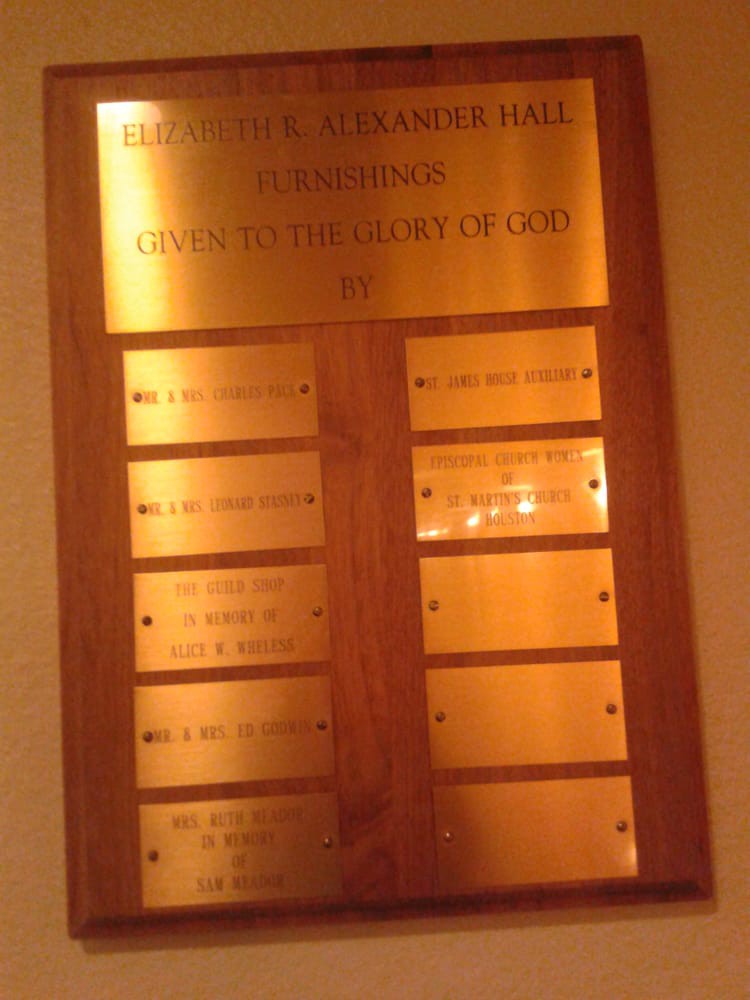 ELIZABETH R. ALEXANDER HALL
FURNISHINGS
GIVEN TO THE GLORY OF GOD
BY
MR. & MRS. CHARLES PACE
MR. & MRS. LEONARD STASNEY
THE GUILD SHOP
IN MEMORY OF
ALICE W. WHELESS
MR. & MRS. ED GODWIN
MRS. RUTH MEADOR
IN MEMORY
OF
SAM MEADOR
ST. JAMES HOUSE AUXILIARY
EPISCOPAL CHURCH WOMEN
OF
ST. MARTIN'S CHURCH
HOUSTON